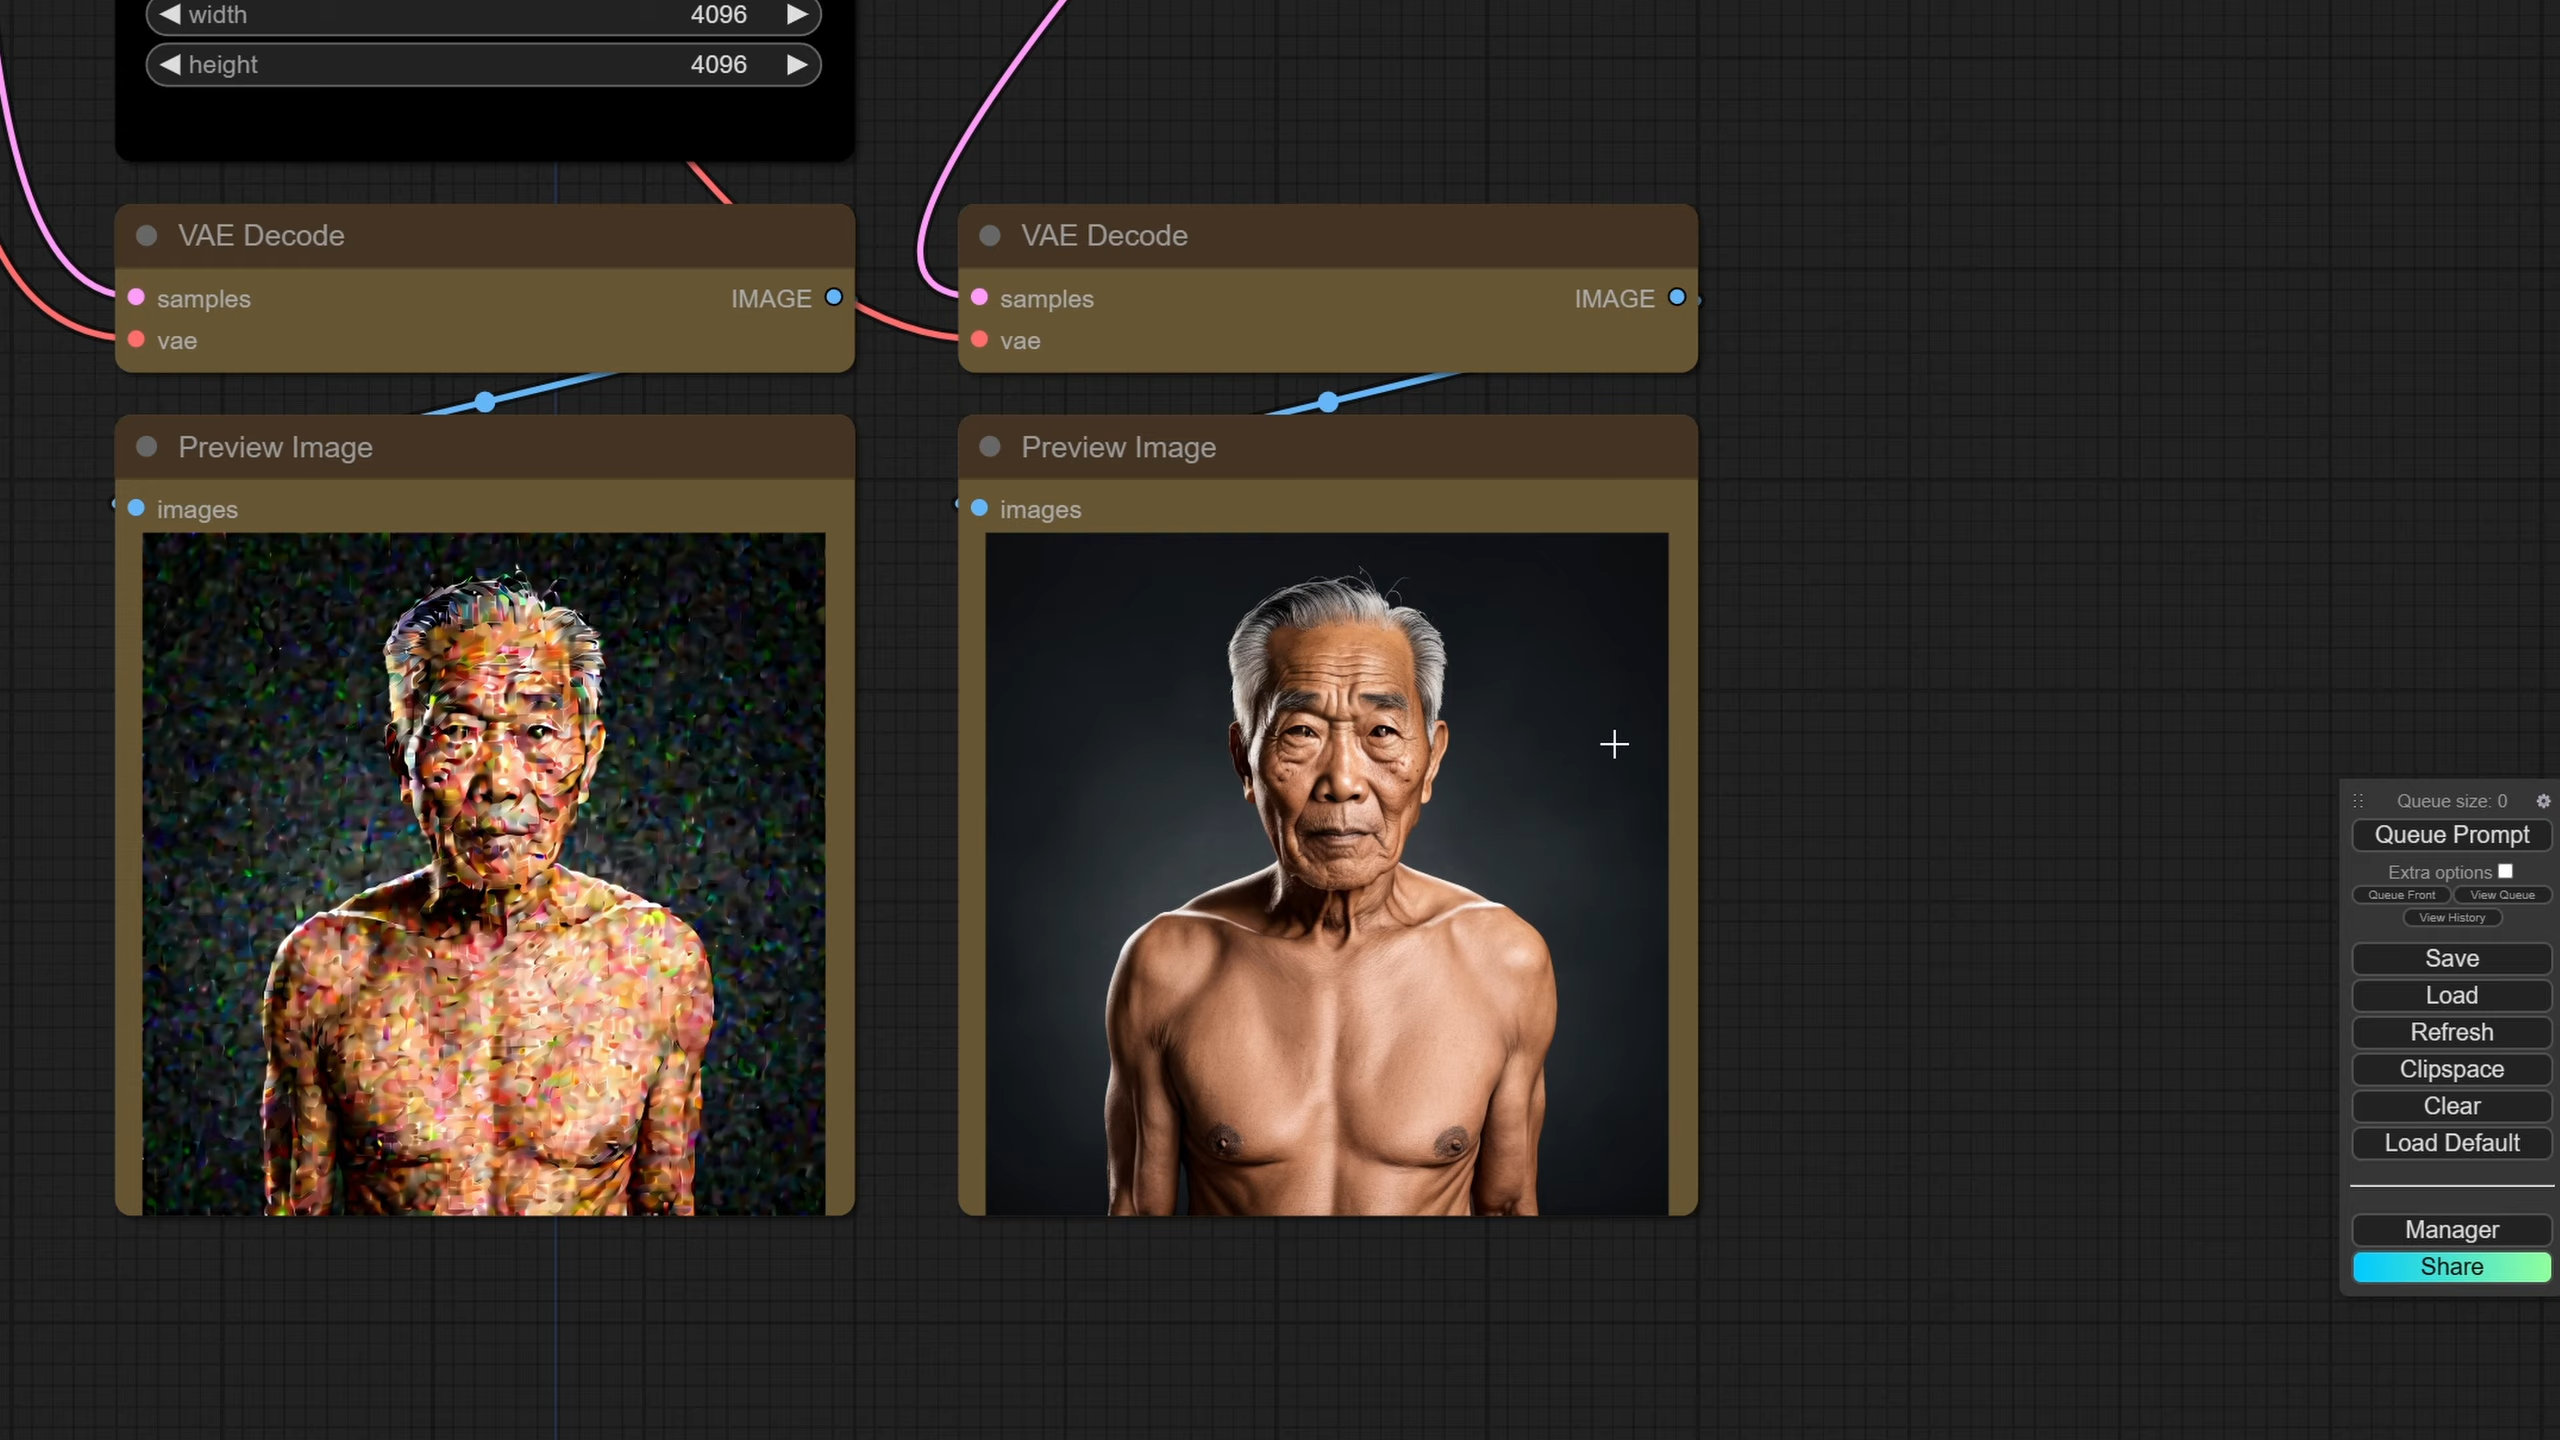 width 4096
height 4096
VAE Decode
samples IMAGE
vae
Preview Image
images
VAE Decode
samples IMAGE
vae
Preview Image
images
Queue size: 0
Queue Prompt
Extra options
Queue Front View Queue
View History
Save
Load
Refresh
Clipspace
Clear
Load Default
Manager
Share